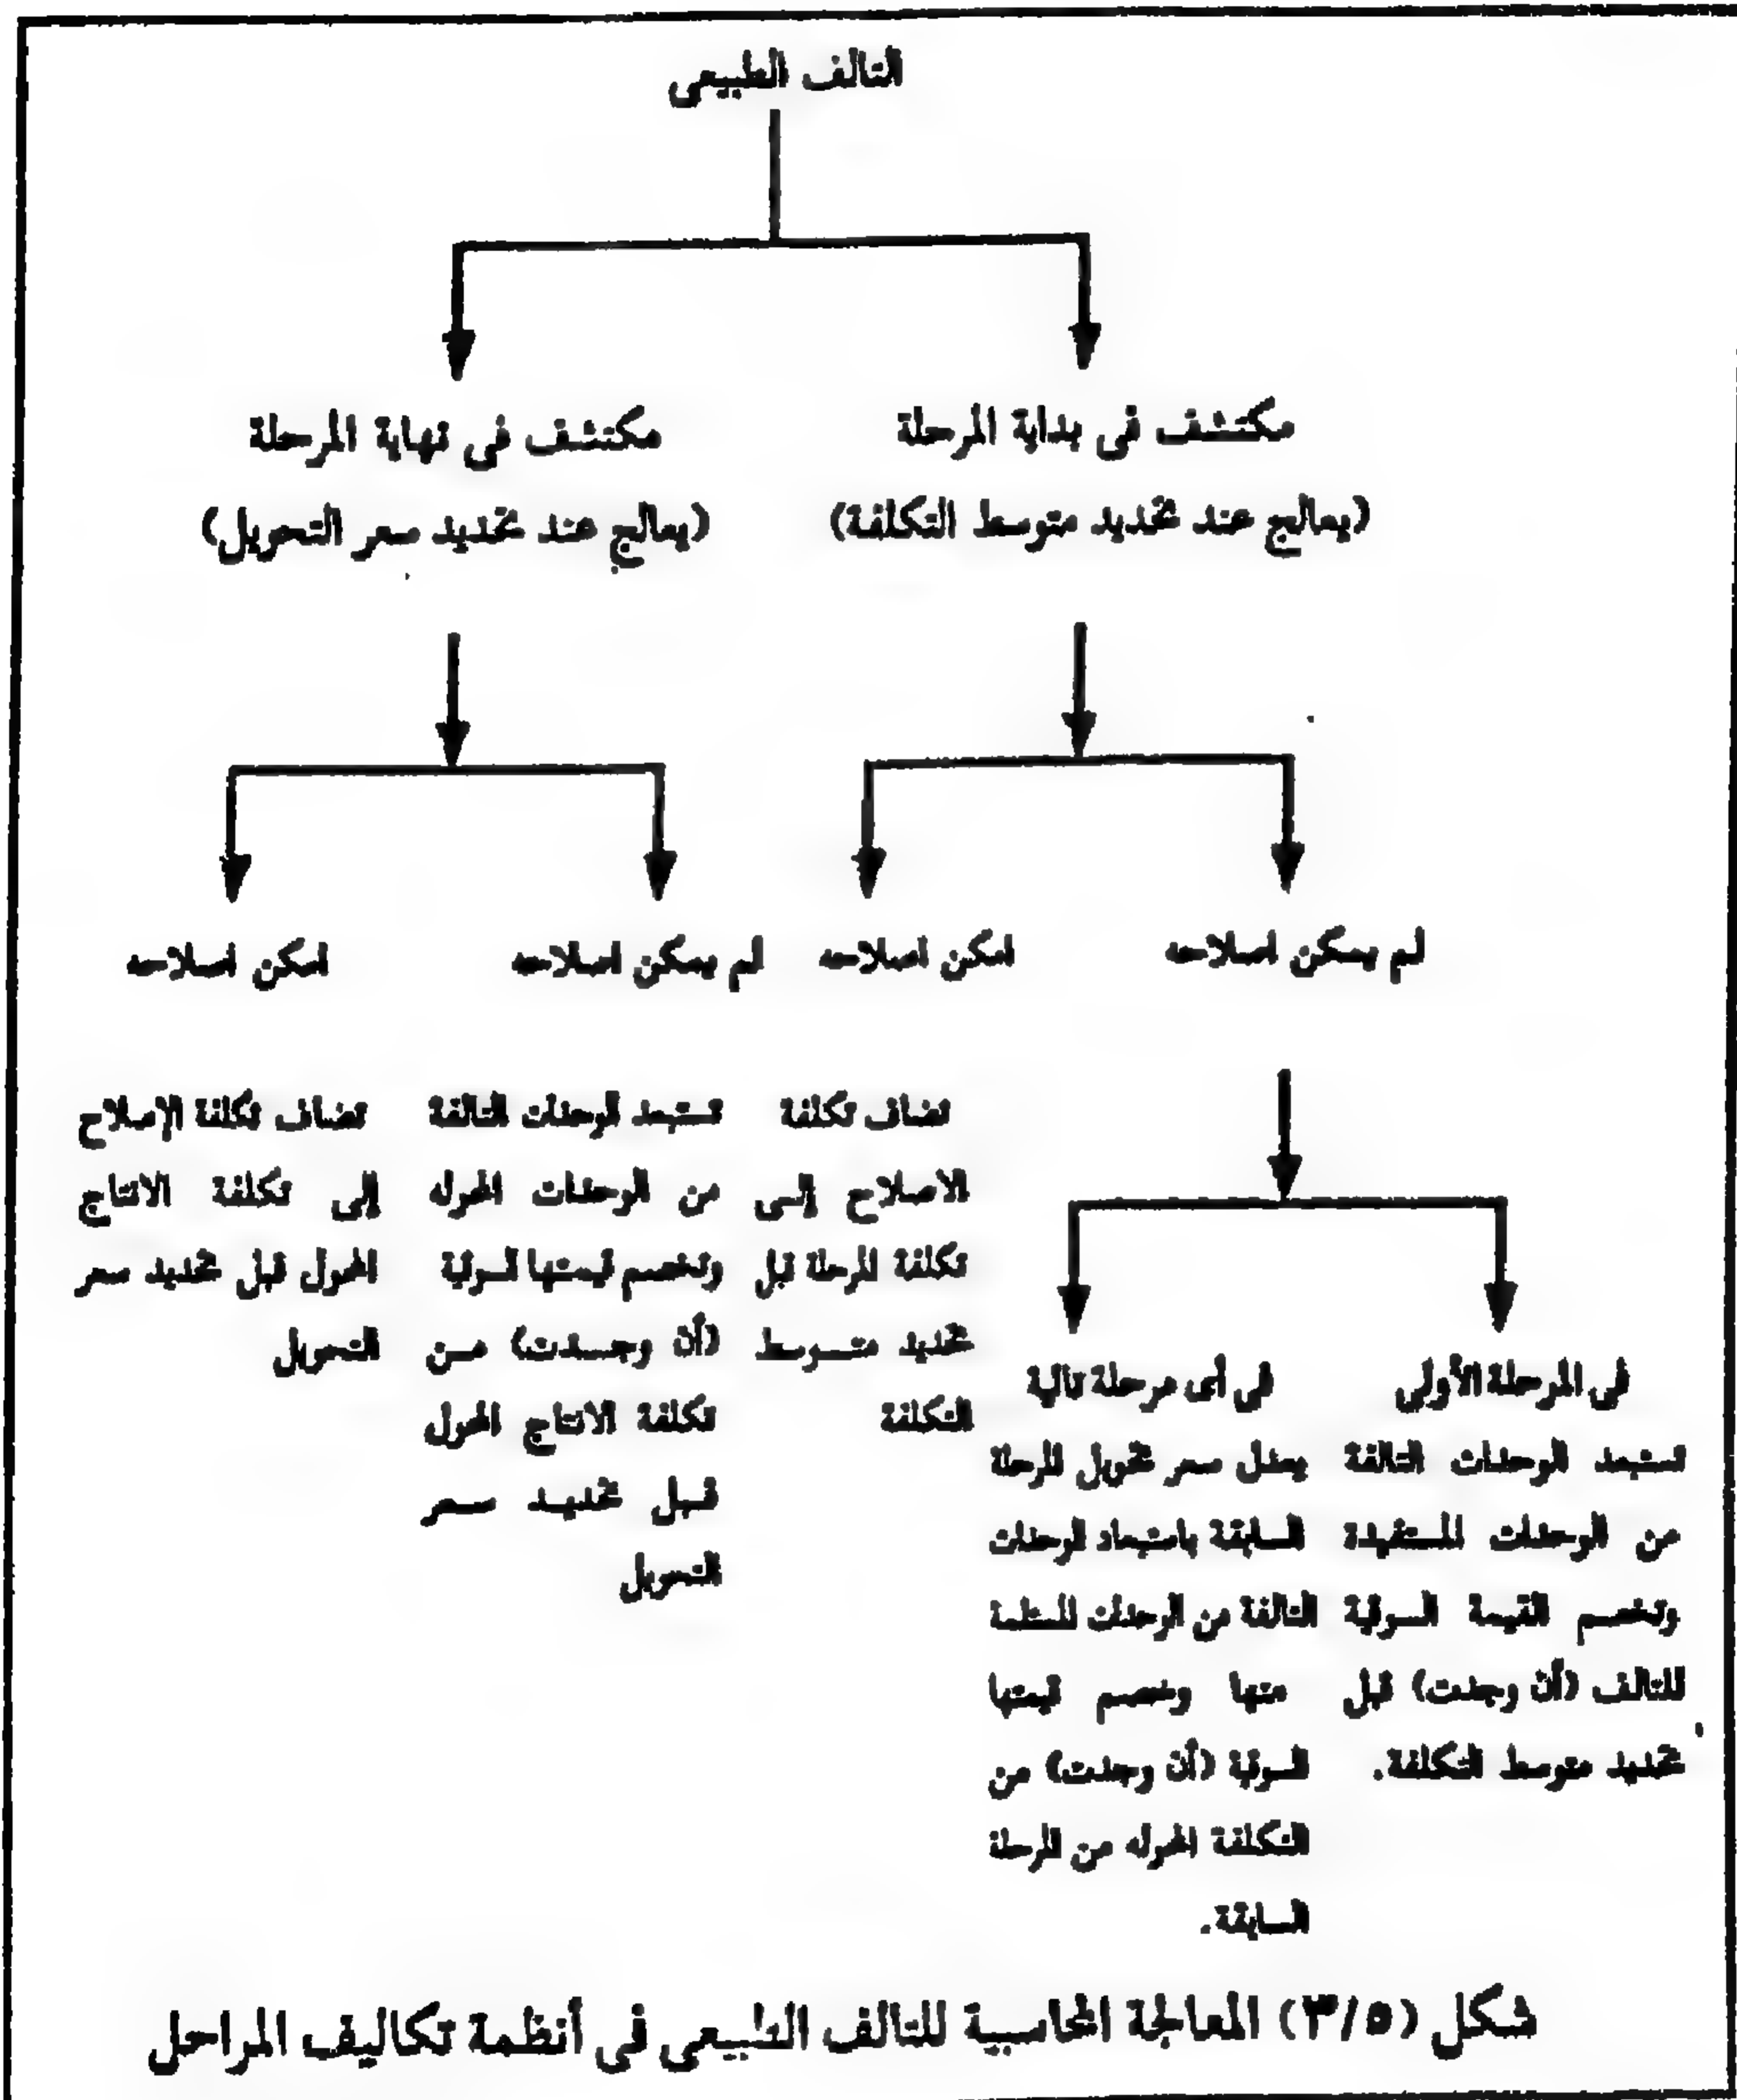 التالف الطبيعى
مكتشف فى بداية المرحلة
(يعالج عند تحديد متوسط التكلفة)
مكتشف فى نهاية المرحلة
(يعالج عند تحديد سعر التحويل)
لم يمكن اصلاحه
امكن اصلاحه
لم يمكن اصلاحه
امكن اصلاحه
فى المرحلة الأولى
تستبعد الوحدات التالفة
من الوحدات المستفيدة
وتخصم القيمة السوقية
للتالف (أن وجدت) قبل
تحديد متوسط التكلفة.
فى أى مرحلة تالية
يعدل سعر تحويل المرحلة
السابقة باستبعاد الوحدات
التالفة من الوحدات المستلمة
منها وخصم قيمتها
السوقية (أن وجدت) من
التكلفة المحوله من المرحلة
السابقة.
تضاف تكلفة
الاصلاح إلى
تكلفة المرحلة قبل
تحديد متوسط
التكلفة
تستبعد الوحدات التالفة
من الوحدات المحوله
وتخصم قيمتها السوقية
(أن وجدت) من
تكلفة الانتاج المحول
قبل تحديد سعر
التحويل
تضاف تكلفة الإصلاح
إلى تكلفة الانتاج
المحول قبل تحديد سعر
التحويل
شكل (٣/٥) المعالجة المحاسبية للتالف الطبيعى فى أنظمة تكاليف المراحل